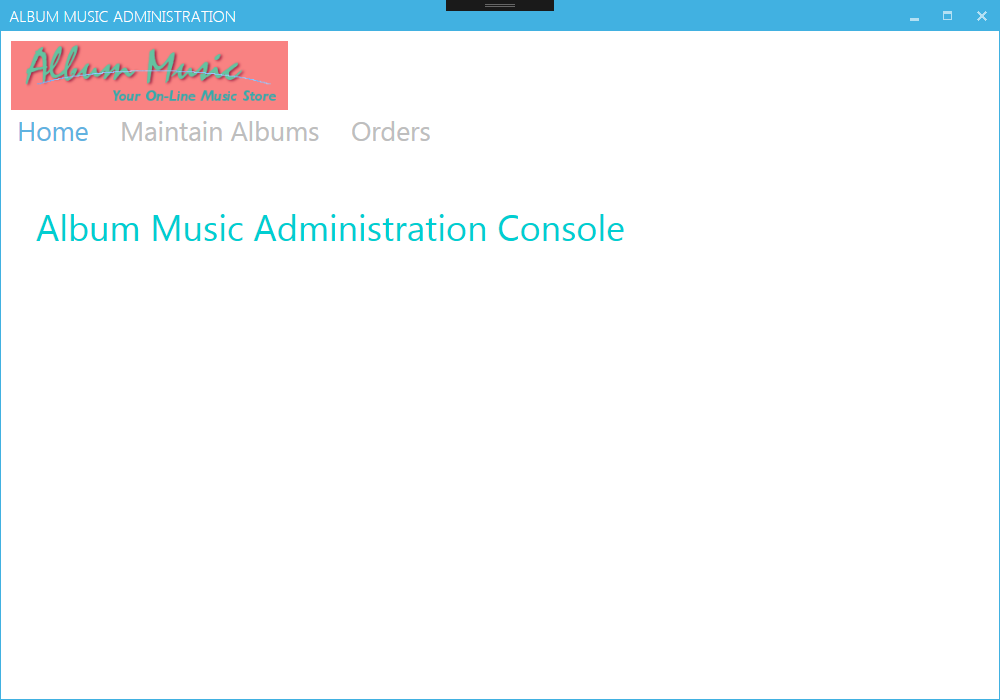 ALBUM MUSIC ADMINISTRATION
Album Music
Your On-Line Music Store
Home Maintain Albums Orders
Album Music Administration Console